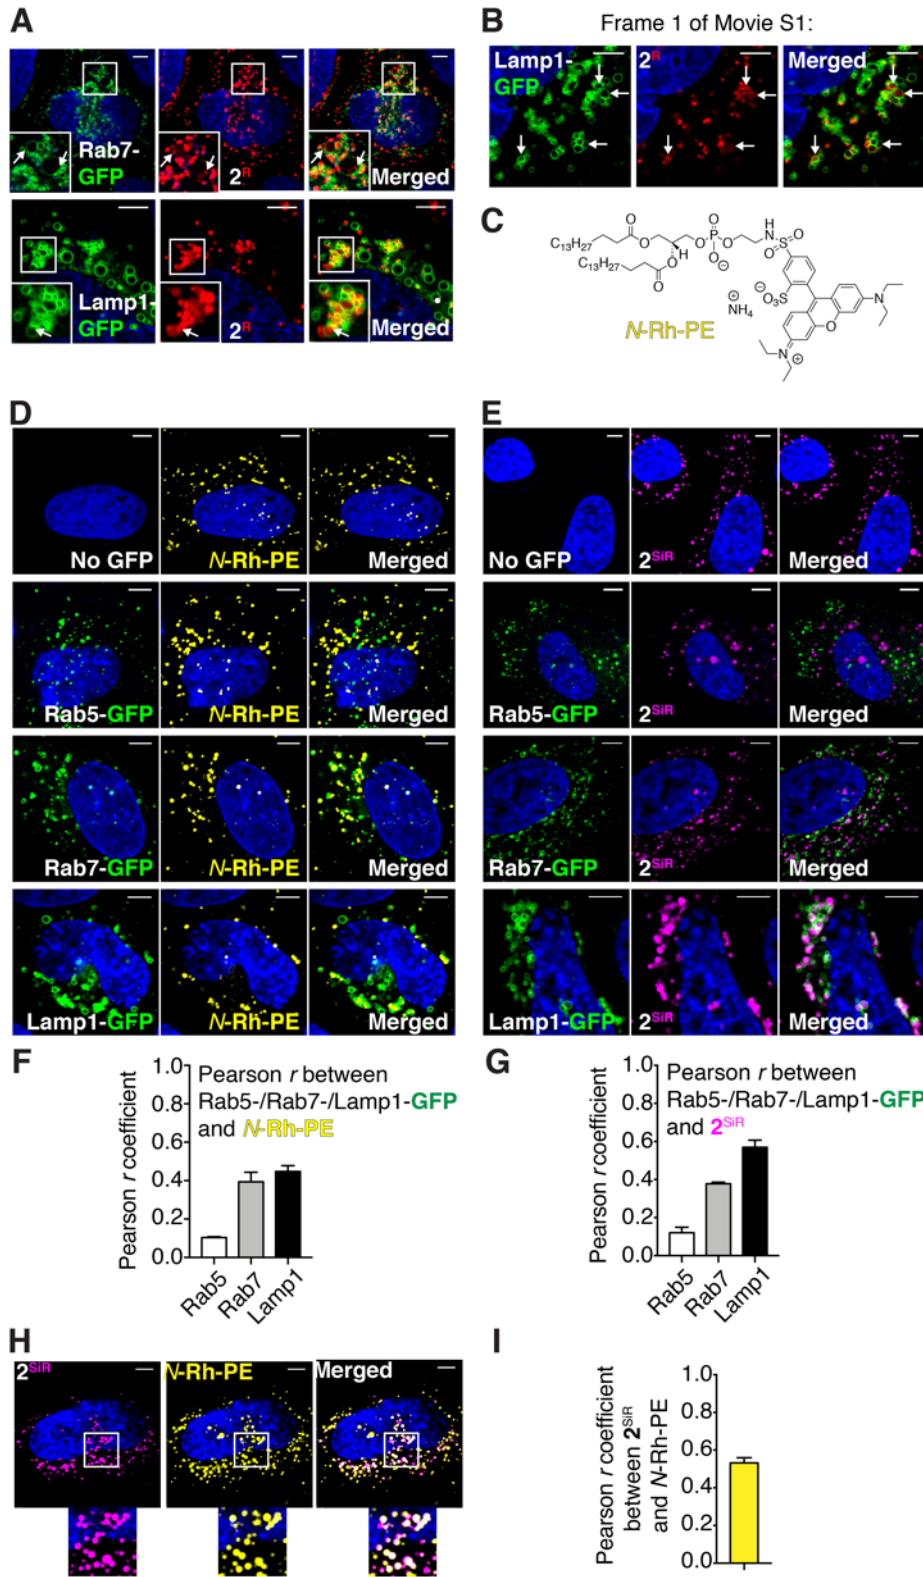 A
Rab7-
GFP
2R
Merged
Lamp1-
GFP
2R
Merged
B
Frame 1 of Movie S1:
Lamp1-
GFP
2R
Merged
C
C13H27
O
O
O
P
O
O⊖
O
H
N
S
O
O
C13H27
O
O
H
⊖
O3S
⊕
NH4
O
N
N
⊕
N-Rh-PE
D
No GFP
N-Rh-PE
Merged
Rab5-GFP
N-Rh-PE
Merged
Rab7-GFP
N-Rh-PE
Merged
Lamp1-GFP
N-Rh-PE
Merged
E
No GFP
2SiR
Merged
Rab5-GFP
2SiR
Merged
Rab7-GFP
2SiR
Merged
Lamp1-GFP
2SiR
Merged
F
Pearson r coefficient
1.0
0.8
0.6
0.4
0.2
0.0
Pearson r between
Rab5-/Rab7-/Lamp1-GFP
and N-Rh-PE
Rab5
Rab7
Lamp1
G
Pearson r coefficient
1.0
0.8
0.6
0.4
0.2
0.0
Pearson r between
Rab5-/Rab7-/Lamp1-GFP
and 2SiR
Rab5
Rab7
Lamp1
H
2SiR
N-Rh-PE
Merged
I
Pearson r coefficient
between 2SiR
and N-Rh-PE
1.0
0.8
0.6
0.4
0.2
0.0